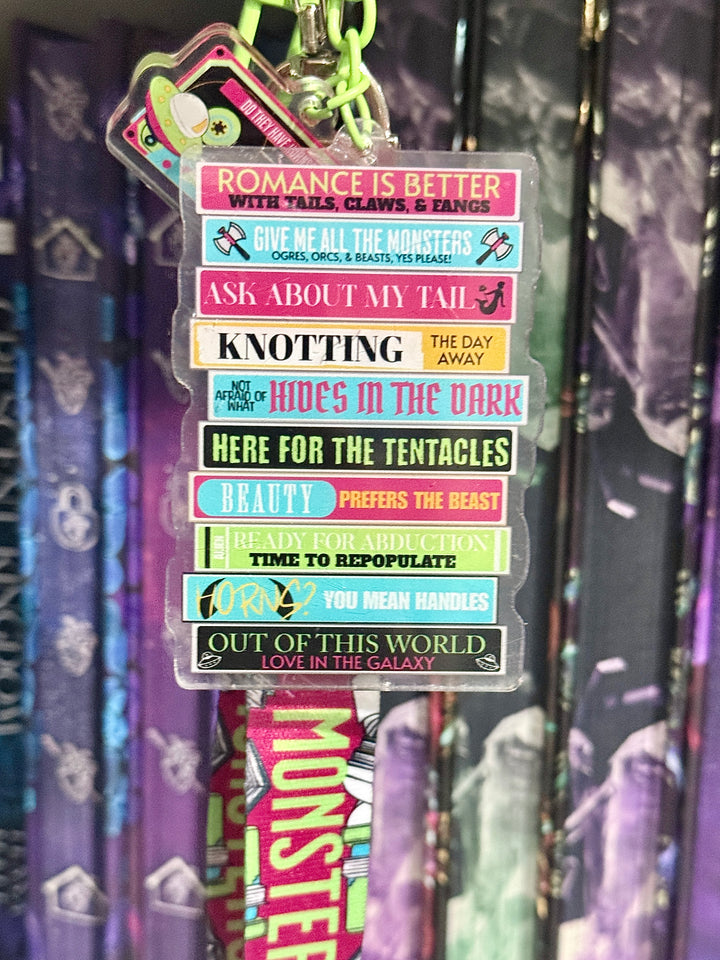 DO THEY HAVE
ROMANCE IS BETTER
WITH TAILS, CLAWS, & FANGS
GIVE ME ALL THE MONSTERS
OGRES, ORCS, & BEASTS, YES PLEASE!
ASK ABOUT MY TAIL
KNOTTING THE DAY
AWAY
NOT
AFRAID OF
WHAT
HIDES IN THE DARK
HERE FOR THE TENTACLES
BEAUTY PREFERS THE BEAST
ALIEN
READY FOR ABDUCTION
TIME TO REPOPULATE
HORNS? YOU MEAN HANDLES
OUT OF THIS WORLD
LOVE IN THE GALAXY
MONSTER